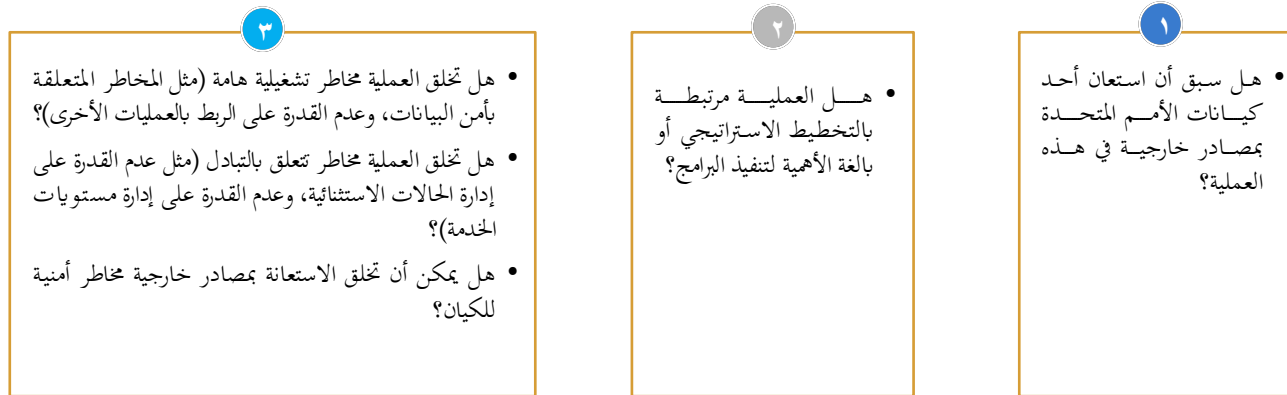 ١
• هل سبق أن استعان أحد
كيانات الأمم المتحدة
بمصادر خارجية في هذه
العملية؟
٢
• هل العملية مرتبطة
بالتخطيط الاستراتيجي أو
بالغة الأهمية لتنفيذ البرامج؟
٣
• هل تخلق العملية مخاطر تشغيلية هامة (مثل المخاطر المتعلقة
بأمن البيانات، وعدم القدرة على الربط بالعمليات الأخرى)؟
• هل تخلق العملية مخاطر تتعلق بالتبادل (مثل عدم القدرة على
إدارة الحالات الاستثنائية، وعدم القدرة على إدارة مستويات
الخدمة)؟
• هل يمكن أن تخلق الاستعانة بمصادر خارجية مخاطر أمنية
للكيان؟